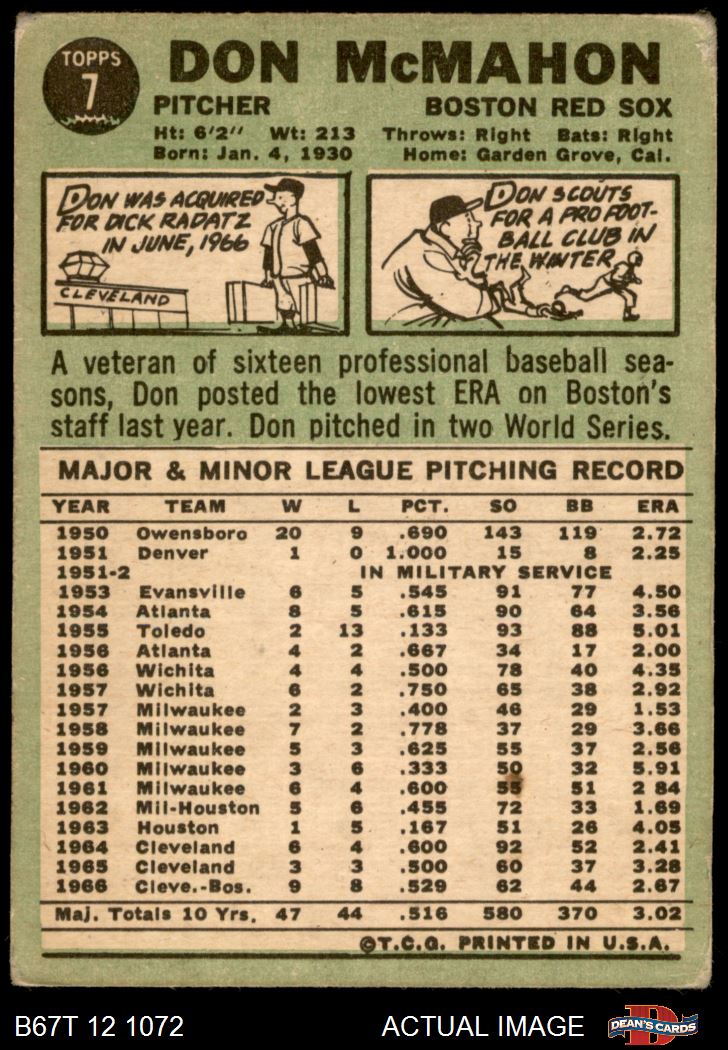 TOPPS
7
DON McMAHON
PITCHER BOSTON RED SOX
Ht: 6'2" Wt: 213 Throws: Right Bats: Right
Born: Jan. 4, 1930 Home: Garden Grove, Cal.
DON WAS ACQUIRED
FOR DICK RADATZ
IN JUNE, 1966
CLEVELAND
DON SCOUTS
FOR A PRO FOOT-
BALL CLUB IN
THE WINTER
A veteran of sixteen professional baseball sea-
sons, Don posted the lowest ERA on Boston's
staff last year. Don pitched in two World Series.
MAJOR & MINOR LEAGUE PITCHING RECORD
YEAR TEAM W L PCT. SO BB ERA
1950 Owensboro 20 9 .690 143 119 2.72
1951 Denver 1 0 1.000 15 8 2.25
1951-2 IN MILITARY SERVICE
1953 Evansville 6 5 .545 91 77 4.50
1954 Atlanta 8 5 .615 90 64 3.56
1955 Toledo 2 13 .133 93 88 5.01
1956 Atlanta 4 2 .667 34 17 2.00
1956 Wichita 4 4 .500 78 40 4.35
1957 Wichita 6 2 .750 65 38 2.92
1957 Milwaukee 2 3 .400 46 29 1.53
1958 Milwaukee 7 2 .778 37 29 3.66
1959 Milwaukee 5 3 .625 55 37 2.56
1960 Milwaukee 3 6 .333 50 32 5.91
1961 Milwaukee 6 4 .600 55 51 2 84
1962 Mil-Houston 5 6 .455 72 33 1.69
1963 Houston 1 5 .167 51 26 4.05
1964 Cleveland 6 4 .600 92 52 2.41
1965 Cleveland 3 3 .500 60 37 3.28
1966 Cleve.-Bos. 9 8 .529 62 44 2.67
Maj. Totals 10 Yrs. 47 44 .516 580 370 3.02
©T.C.G. PRINTED IN U.S.A.
B67T 12 1072 ACTUAL IMAGE D DEAN'S CARDS